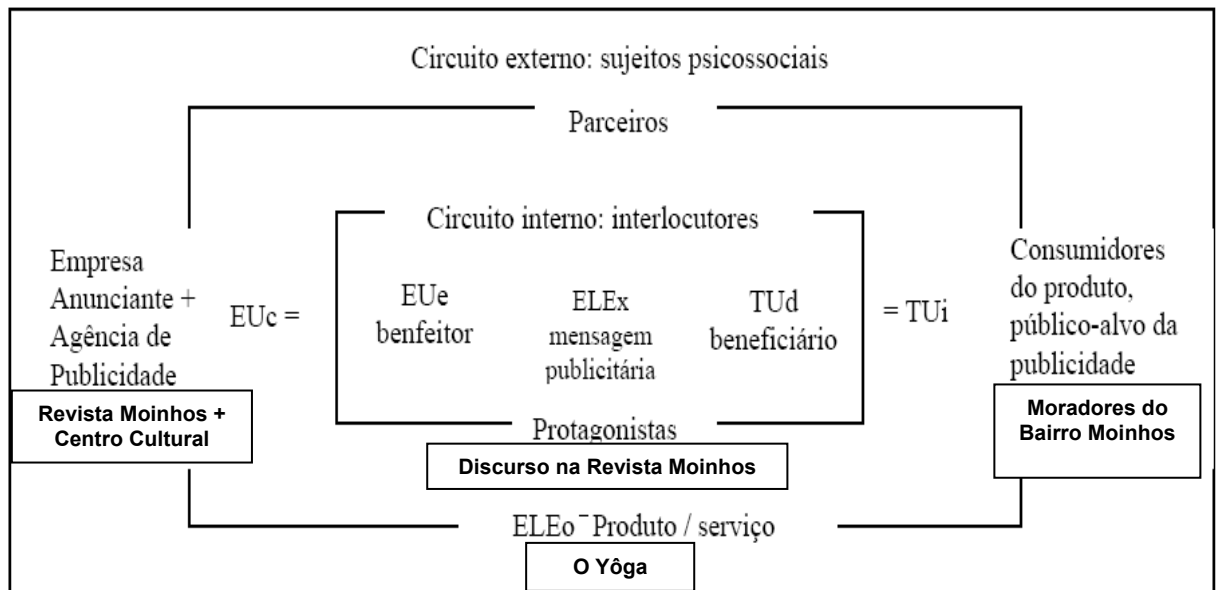 Circuito externo: sujeitos psicossociais
Parceiros
Circuito interno: interlocutores
Empresa
Anunciante +
Agência de
Publicidade
Revista Moinhos +
Centro Cultural
EUc =
EUe
benfeitor
ELEx
mensagem
publicitária
TUd
beneficiário
= TUi
Consumidores
do produto,
público-alvo da
publicidade
Moradores do
Bairro Moinhos
Protagonistas
Discurso na Revista Moinhos
ELEo ¯ Produto / serviço
O Yôga